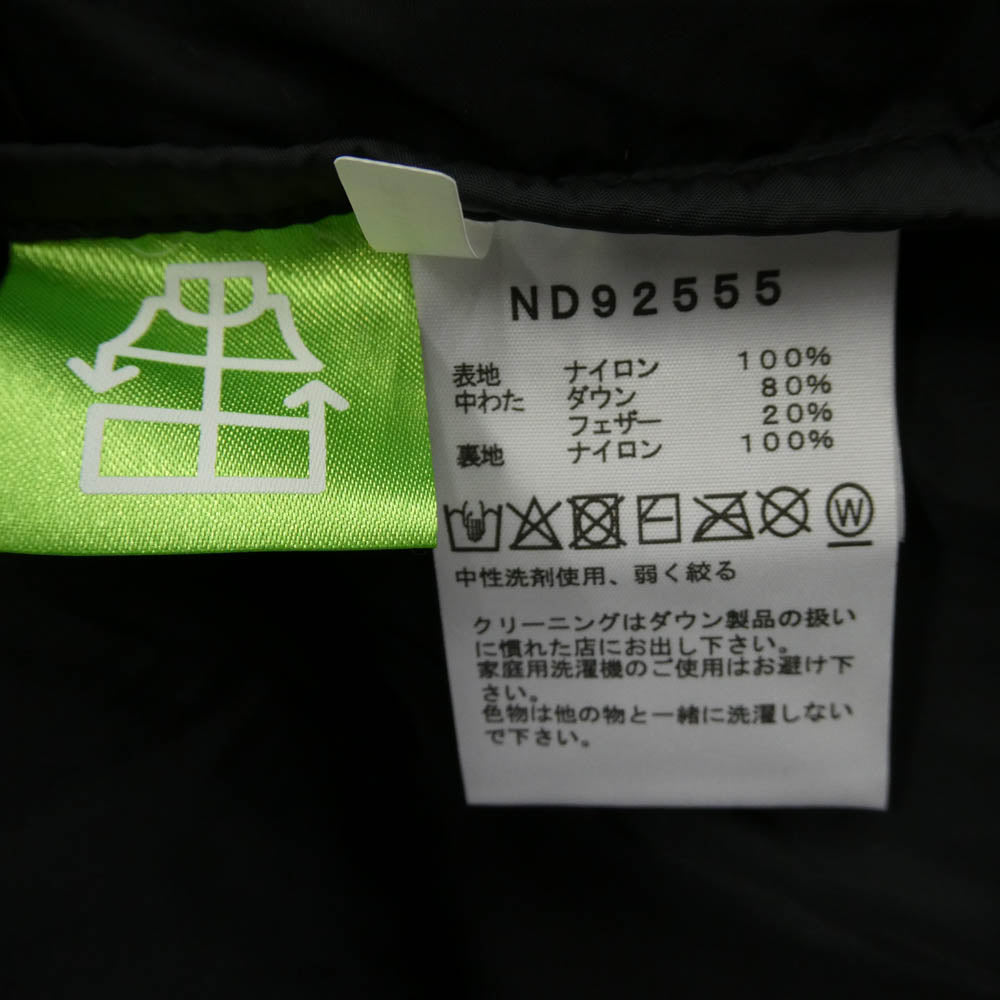 ND92555
表地 ナイロン 100%
中わた ダウン 80%
フェザー 20%
裏地 ナイロン 100%
W
中性洗剤使用、弱く絞る
クリーニングはダウン製品の扱い
に慣れた店にお出し下さい。
家庭用洗濯機のご使用はお避け下
さい。
色物は他の物と一緒に洗濯しない
で下さい。